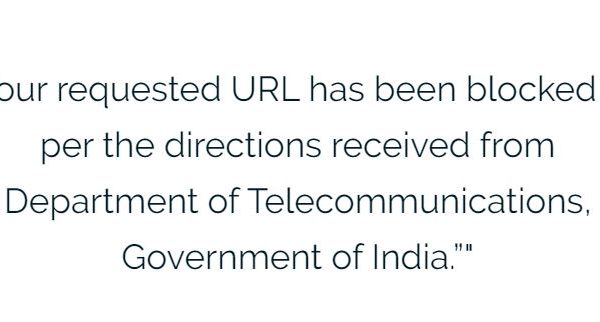 our requested URL has been blocked
per the directions received from
Department of Telecommunications,
Government of India.”"